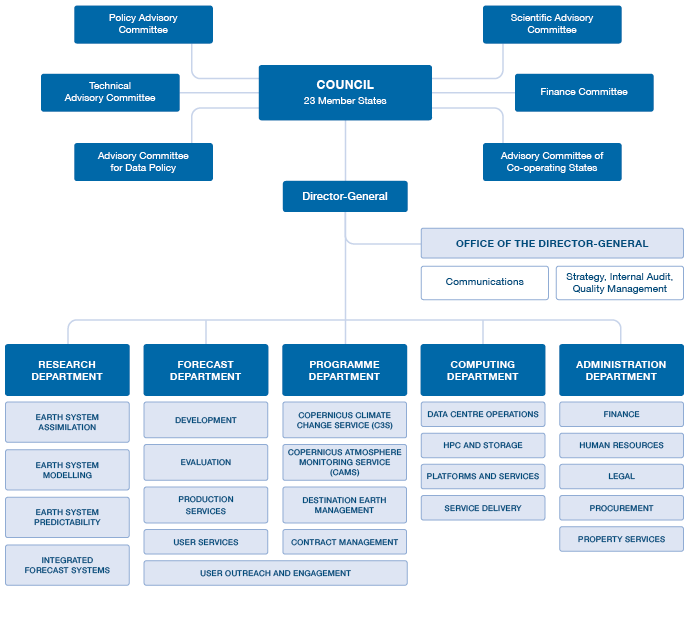 Policy Advisory
Committee
Scientific Advisory
Committee
Technical
Advisory Committee
COUNCIL
23 Member States
Finance Committee
Advisory Committee
for Data Policy
Advisory Committee of
Co-operating States
Director-General
OFFICE OF THE DIRECTOR-GENERAL
Communications
Strategy, Internal Audit,
Quality Management
RESEARCH
DEPARTMENT
EARTH SYSTEM
ASSIMILATION
EARTH SYSTEM
MODELLING
EARTH SYSTEM
PREDICTABILITY
INTEGRATED
FORECAST SYSTEMS
FORECAST
DEPARTMENT
DEVELOPMENT
EVALUATION
PRODUCTION
SERVICES
USER SERVICES
PROGRAMME
DEPARTMENT
COPERNICUS CLIMATE
CHANGE SERVICE (C3S)
COPERNICUS ATMOSPHERE
MONITORING SERVICE
(CAMS)
DESTINATION EARTH
MANAGEMENT
CONTRACT MANAGEMENT
USER OUTREACH AND ENGAGEMENT
COMPUTING
DEPARTMENT
DATA CENTRE OPERATIONS
HPC AND STORAGE
PLATFORMS AND SERVICES
SERVICE DELIVERY
ADMINISTRATION
DEPARTMENT
FINANCE
HUMAN RESOURCES
LEGAL
PROCUREMENT
PROPERTY SERVICES